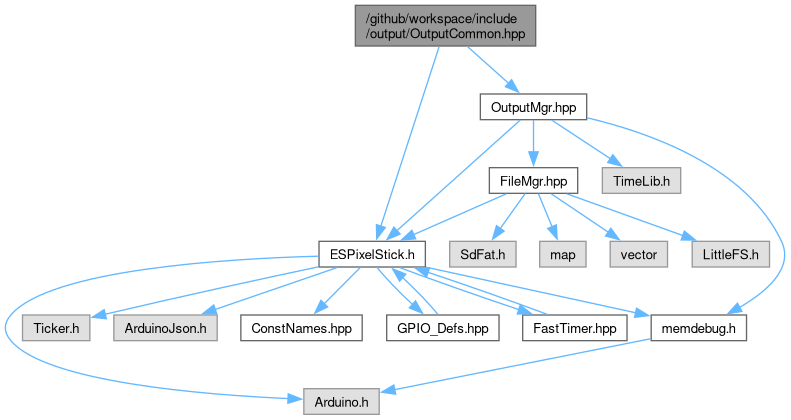 /github/workspace/include
/output/OutputCommon.hpp
OutputMgr.hpp
FileMgr.hpp
TimeLib.h
ESPixelStick.h
SdFat.h
map
vector
LittleFS.h
Ticker.h
ArduinoJson.h
ConstNames.hpp
GPIO_Defs.hpp
FastTimer.hpp
memdebug.h
Arduino.h